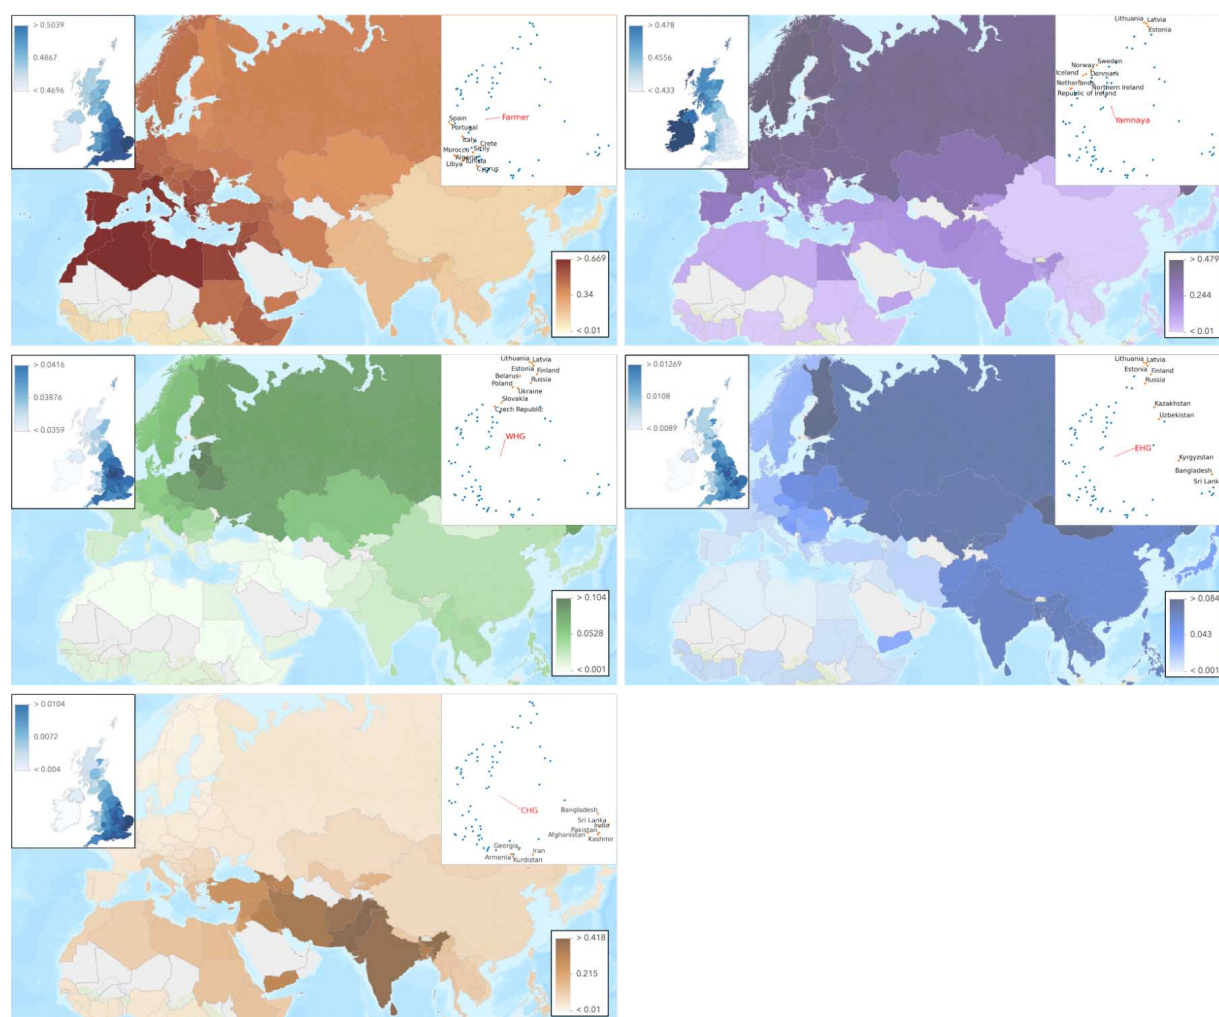 > 0.5039
0.4867
< 0.4696
Farmer
Spain
Portugal
Italy
Crete
Sicily
Morocco
Algeria
Tunisia
Libya
Cyprus
> 0.669
0.34
< 0.01
> 0.478
0.4556
< 0.433
Lithuania Latvia
Estonia
Norway Sweden
Iceland Denmark
Netherlands Northern Ireland
Republic of Ireland
Yamnaya
> 0.479
0.244
< 0.01
> 0.0416
0.03876
< 0.0359
Lithuania Latvia
Estonia Finland
Belarus Russia
Poland Ukraine
Slovakia
Czech Republic
WHG
> 0.104
0.0528
< 0.001
> 0.01269
0.0108
< 0.0089
Lithuania Latvia
Estonia Finland
Russia
Kazakhstan
Uzbekistan
EHG
Kyrgyzstan
Bangladesh
Sri Lanka
> 0.084
0.043
< 0.001
> 0.0104
0.0072
< 0.004
CHG
Bangladesh
Sri Lanka
India
Pakistan
Afghanistan Kashmir
Georgia
Iran
Armenia Kurdistan
> 0.418
0.215
< 0.01